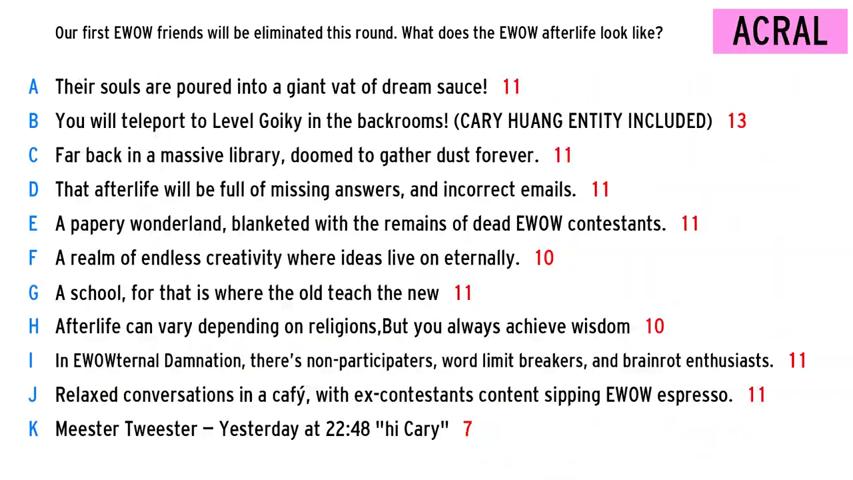 Our first EWOW friends will be eliminated this round. What does the EWOW afterlife look like?
ACRAL
A Their souls are poured into a giant vat of dream sauce! 11
B You will teleport to Level Goiky in the backrooms! (CARY HUANG ENTITY INCLUDED) 13
C Far back in a massive library, doomed to gather dust forever. 11
D That afterlife will be full of missing answers, and incorrect emails. 11
E A papery wonderland, blanketed with the remains of dead EWOW contestants. 11
F A realm of endless creativity where ideas live on eternally. 10
G A school, for that is where the old teach the new 11
H Afterlife can vary depending on religions,But you always achieve wisdom 10
I In EWOWternal Damnation, there's non-participaters, word limit breakers, and brainrot enthusiasts. 11
J Relaxed conversations in a cafý, with ex-contestants content sipping EWOW espresso. 11
K Meester Tweester – Yesterday at 22:48 "hi Cary" 7